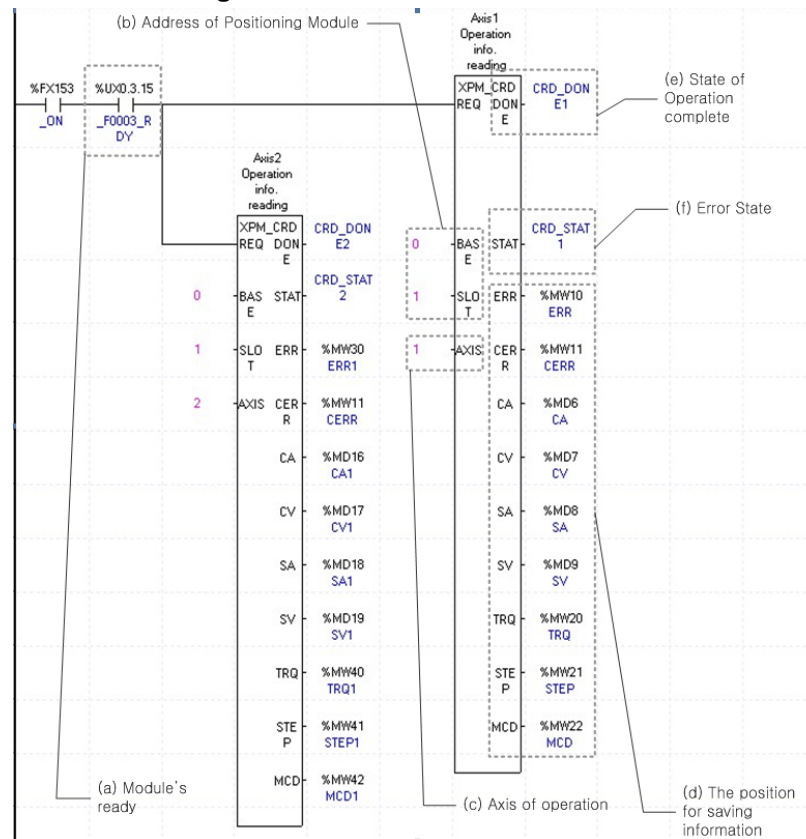 (b) Address of Positioning Module
Axis1
Operation
info.
reading
%FX153
_ON
%UX0.3.15
_F0003_R
DY
XPM_CRD
REQ DON
E
CRD_DON
E1
(e) State of
Operation
complete
Axis2
Operation
info.
reading
XPM_CRD
REQ DON
E
CRD_DON
E2
0
BAS
E
STAT
CRD_STAT
1
(f) Error State
0
BAS
E
STAT
CRD_STAT
2
1
SLO
T
ERR
%MW10
ERR
1
SLO
T
ERR
%MW30
ERR1
1
AXIS
CER
R
%MW11
CERR
2
AXIS
CER
R
%MW11
CERR
CA
%MD6
CA
CA
%MD16
CA1
CV
%MD7
CV
CV
%MD17
CV1
SA
%MD8
SA
SA
%MD18
SA1
SV
%MD9
SV
SV
%MD19
SV1
TRQ
%MW20
TRQ
TRQ
%MW40
TRQ1
STE
P
%MW21
STEP
STE
P
%MW41
STEP1
MCD
%MW22
MCD
MCD
%MW42
MCD1
(a) Module's
ready
(c) Axis of operation
(d) The position
for saving
information